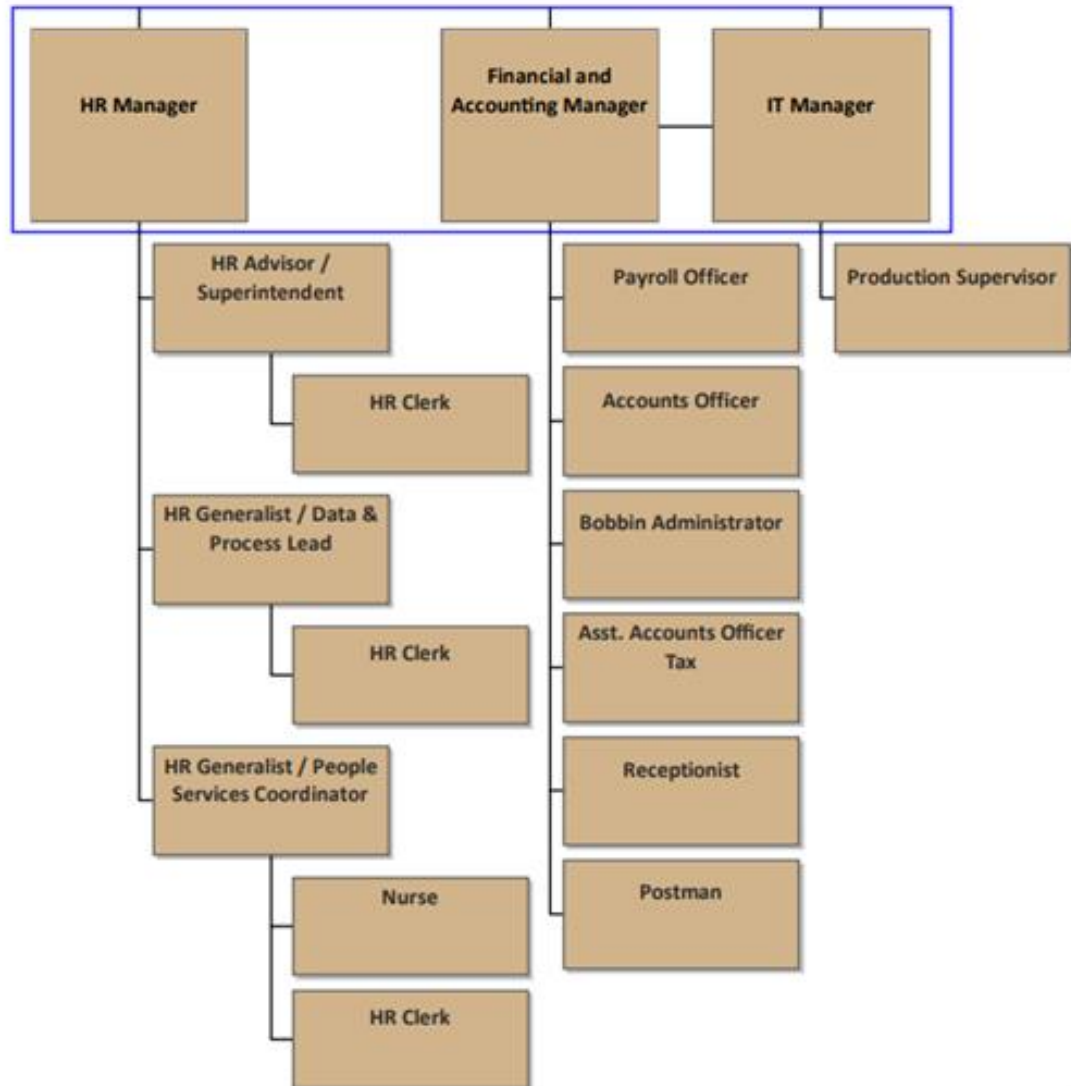 HR Manager
Financial and
Accounting Manager
IT Manager
HR Advisor /
Superintendent
HR Clerk
HR Generalist / Data &
Process Lead
HR Clerk
HR Generalist / People
Services Coordinator
Nurse
HR Clerk
Payroll Officer
Accounts Officer
Bobbin Administrator
Asst. Accounts Officer
Tax
Receptionist
Postman
Production Supervisor